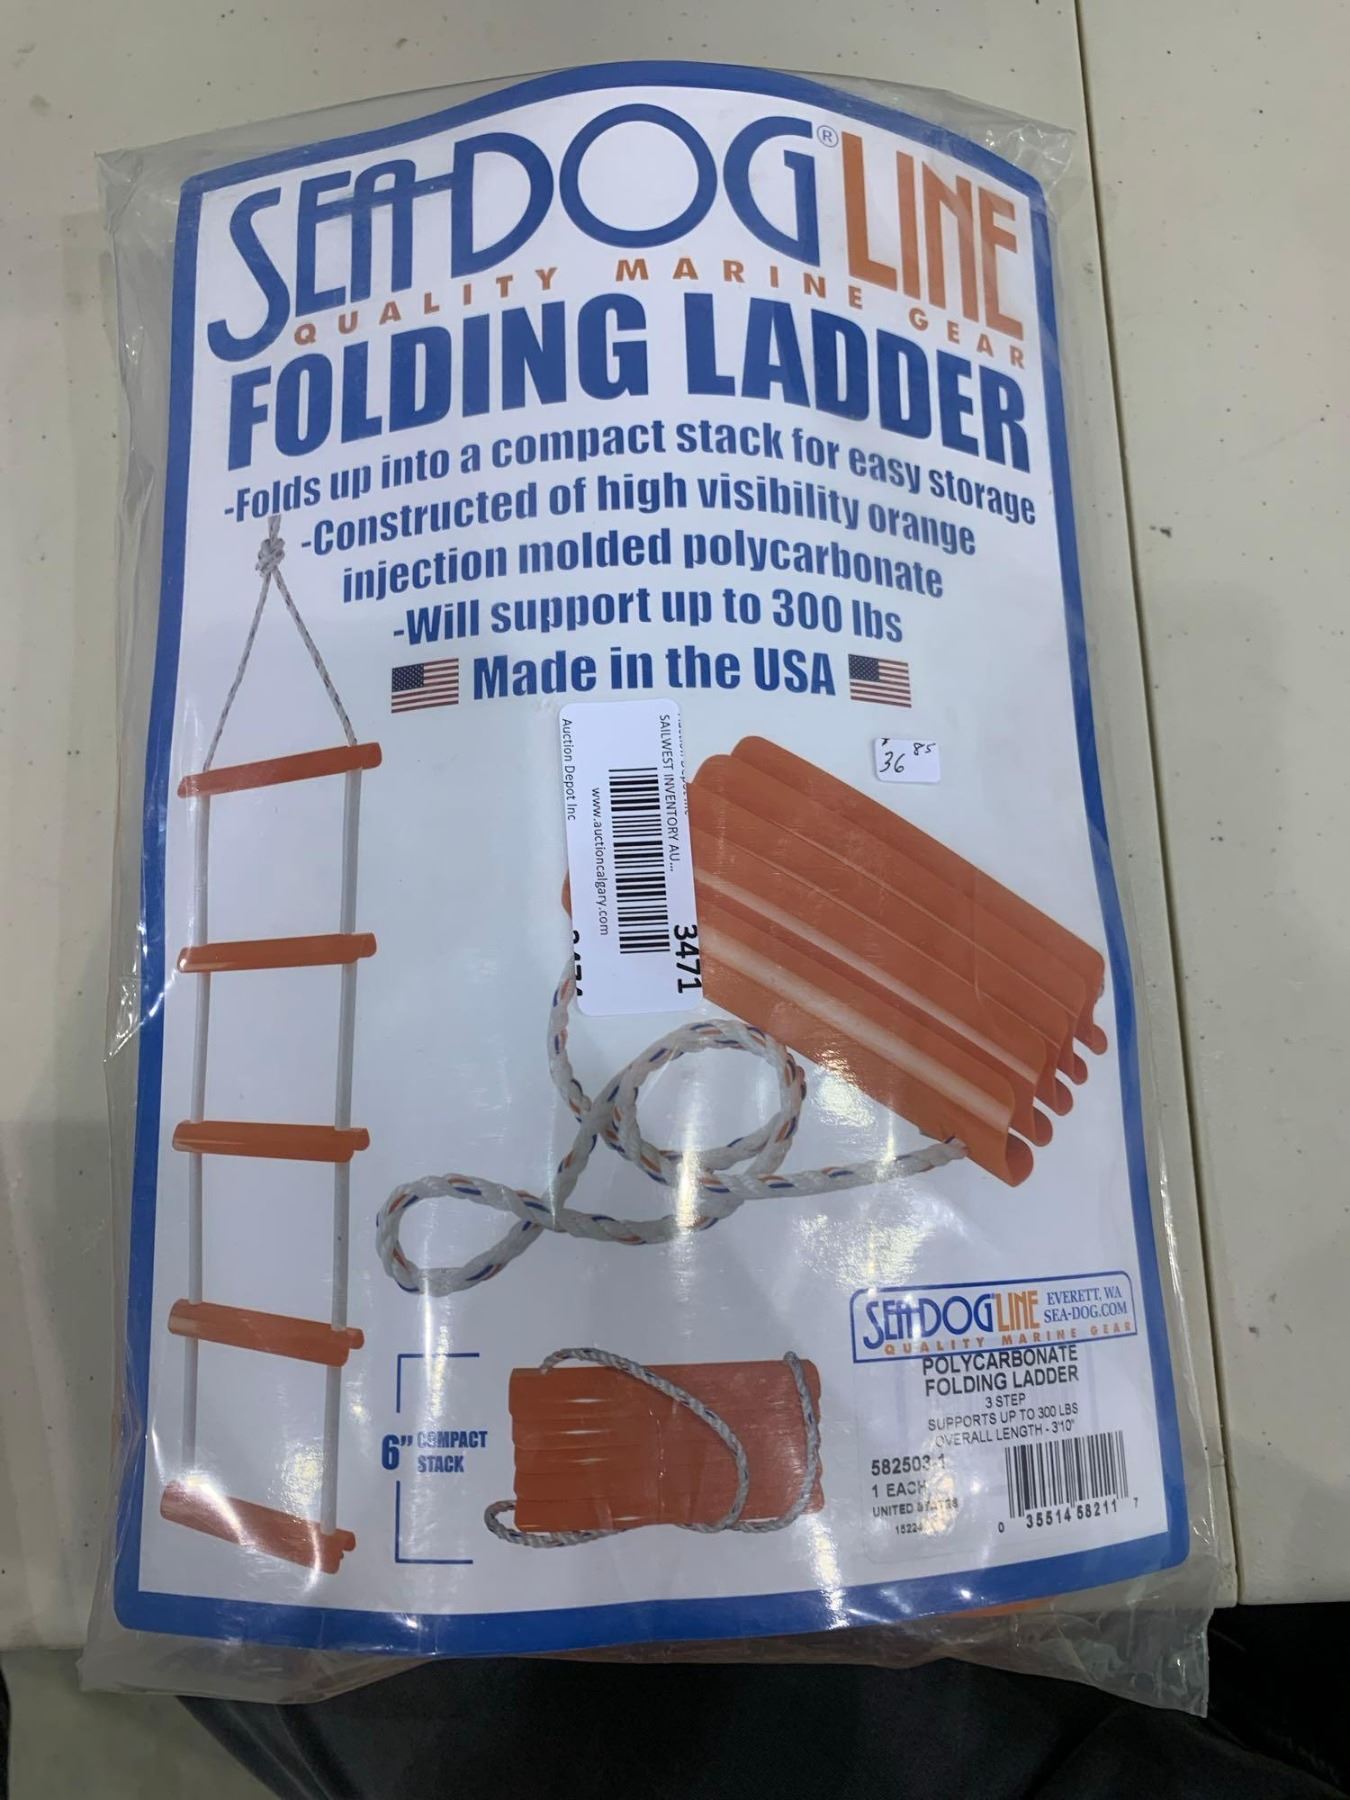 SEA-DOG® LINE
QUALITY MARINE GEAR
FOLDING LADDER
-Folds up into a compact stack for easy storage
-Constructed of high visibility orange
injection molded polycarbonate
-Will support up to 300 lbs
Made in the USA
$36 85
SAILWEST INVENTORY AU...
3471
www.auctioncalgary.com
Auction Depot Inc
6" COMPACT
STACK
SEA-DOG LINE
EVERETT, WA
SEA-DOG.COM
QUALITY MARINE GEAR
POLYCARBONATE
FOLDING LADDER
3 STEP
SUPPORTS UP TO 300 LBS
OVERALL LENGTH - 3'10"
582503-1
1 EACH
UNITED STATES
0 35514 58211 7